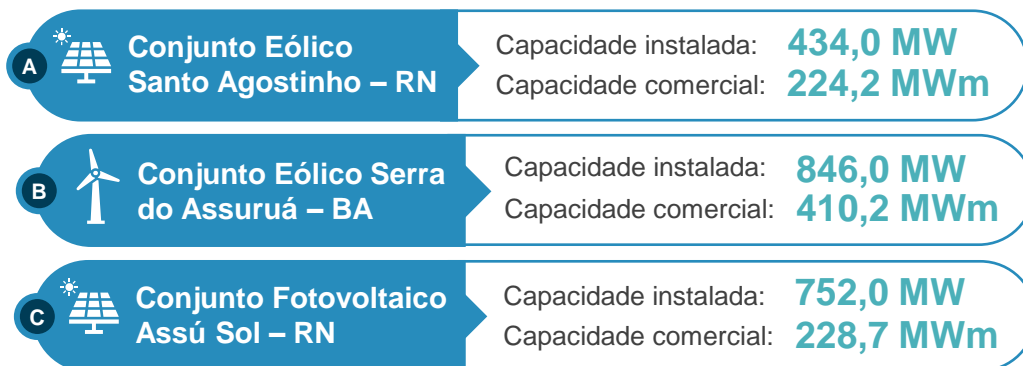 A
Conjunto Eólico
Santo Agostinho – RN
Capacidade instalada: 434,0 MW
Capacidade comercial: 224,2 MWm
B
Conjunto Eólico Serra
do Assuruá – BA
Capacidade instalada: 846,0 MW
Capacidade comercial: 410,2 MWm
C
Conjunto Fotovoltaico
Assú Sol – RN
Capacidade instalada: 752,0 MW
Capacidade comercial: 228,7 MWm